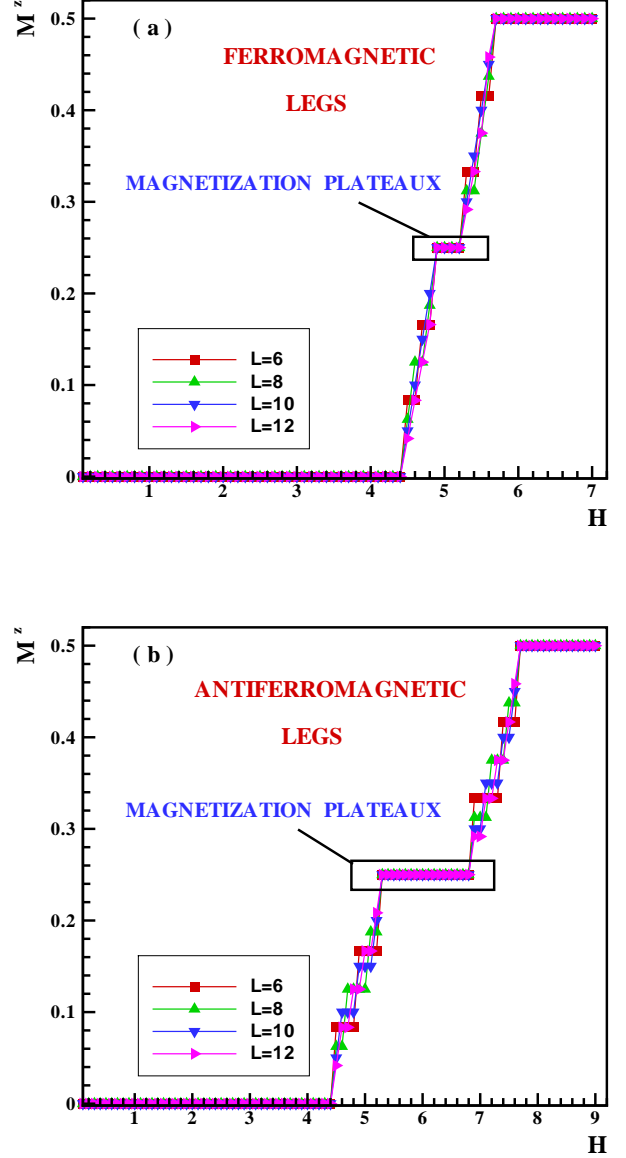 M z
( a )
FERROMAGNETIC
LEGS
MAGNETIZATION PLATEAUX
0.5
0.4
0.3
0.2
0.1
0
L=6
L=8
L=10
L=12
1 2 3 4 5 6 7
H
M z
( b )
ANTIFERROMAGNETIC
LEGS
MAGNETIZATION PLATEAUX
0.5
0.4
0.3
0.2
0.1
0
L=6
L=8
L=10
L=12
1 2 3 4 5 6 7 8 9
H